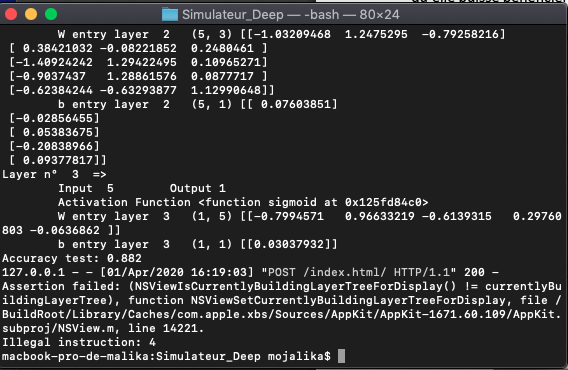 Simulateur_Deep — -bash — 80×24
W entry layer  2   (5, 3) [[-1.03209468  1.2475295  -0.79258216]
 [ 0.38421032 -0.08221852  0.2480461 ]
 [-1.40924242  1.29422495  0.10965271]
 [-0.9037437   1.28861576  0.0877717 ]
 [-0.62384244 -0.63293877  1.12990648]]
b entry layer  2   (5, 1) [[ 0.07603851]
 [-0.02856455]
 [ 0.05383675]
 [-0.20838966]
 [ 0.09377817]]
Layer n°  3  =>
Input  5        Output 1
Activation Function <function sigmoid at 0x125fd84c0>
W entry layer  3   (1, 5) [[-0.7994571   0.96633219 -0.6139315   0.29760
803 -0.0636862 ]]
b entry layer  3   (1, 1) [[0.03037932]]
Accuracy test: 0.882
127.0.0.1 - - [01/Apr/2020 16:19:03] "POST /index.html/ HTTP/1.1" 200 -
Assertion failed: (NSViewIsCurrentlyBuildingLayerTreeForDisplay() != currentlyBu
ildingLayerTree), function NSViewSetCurrentlyBuildingLayerTreeForDisplay, file /
BuildRoot/Library/Caches/com.apple.xbs/Sources/AppKit/AppKit-1671.60.109/AppKit.
subproj/NSView.m, line 14221.
Illegal instruction: 4
macbook-pro-de-malika:Simulateur_Deep mojalika$